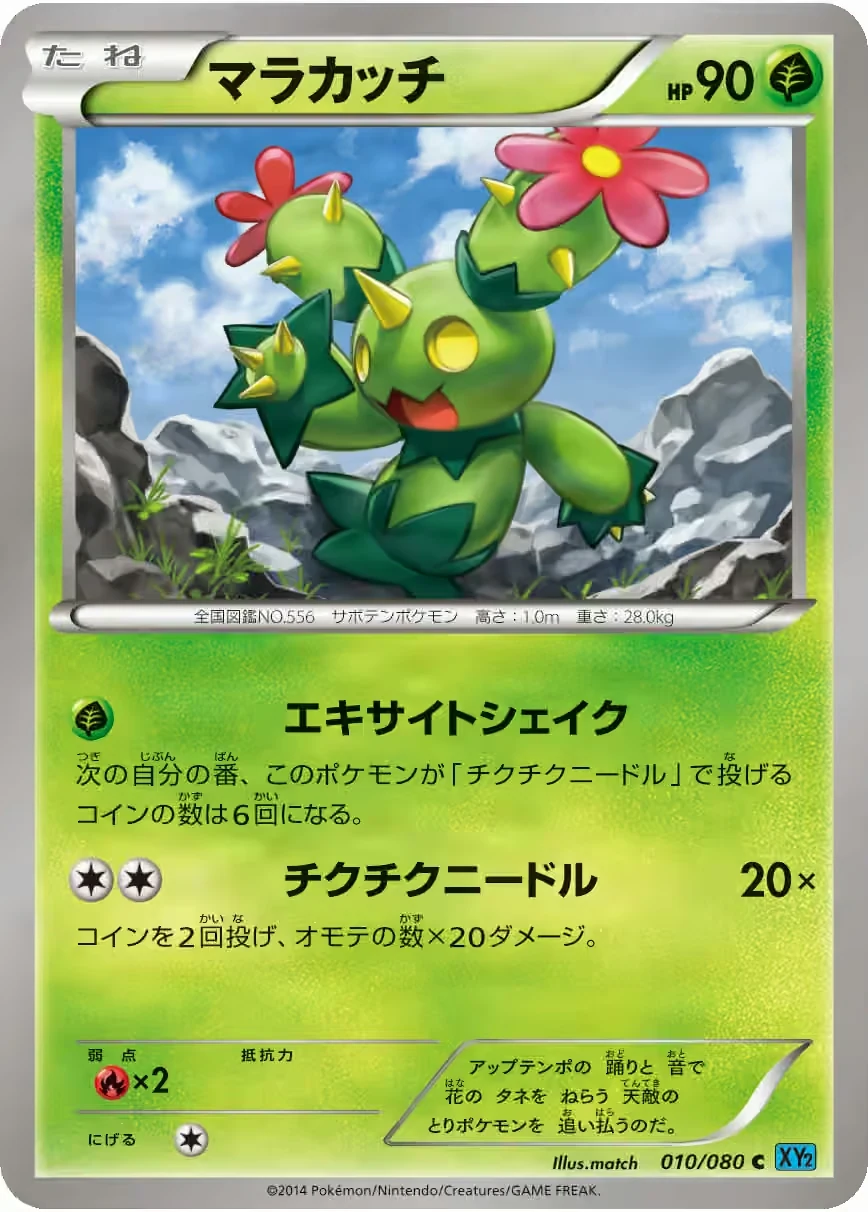 たね マラカッチ HP90
全国図鑑NO.556 サボテンポケモン 高さ:1.0m 重さ:28.0kg
エキサイトシェイク
次の自分の番、このポケモンが「チクチクニードル」で投げる
コインの数は6回になる。
チクチクニードル 20×
コインを2回投げ、オモテの数×20ダメージ。
弱点 抵抗力
×2
にげる
アップテンポの 踊りと 音で
花の タネを ねらう 天敵の
とりポケモンを 追い払うのだ。
Illus.match 010/080 C XY2
©2014 Pokémon/Nintendo/Creatures/GAME FREAK.